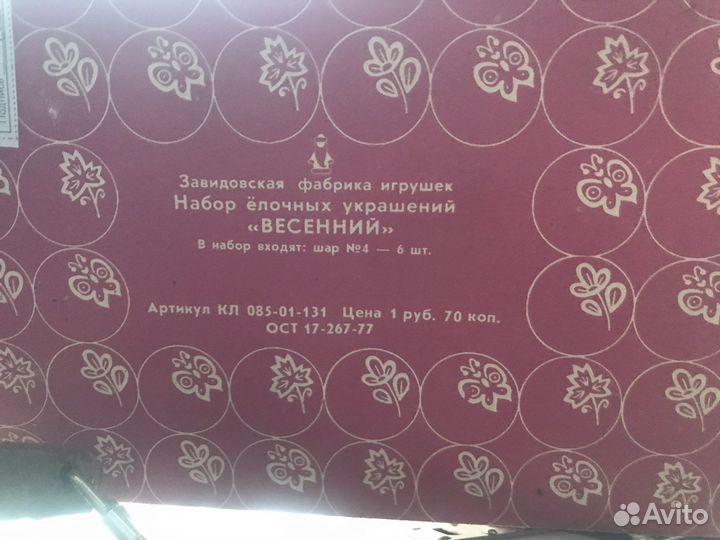 Подпись
Завидовская фабрика игрушек
Набор ёлочных украшений
«ВЕСЕННИЙ»
В набор входят: шар №4 — 6 шт.
Артикул КЛ 085-01-131 Цена 1 руб. 70 коп.
ОСТ 17-267-77
Avito